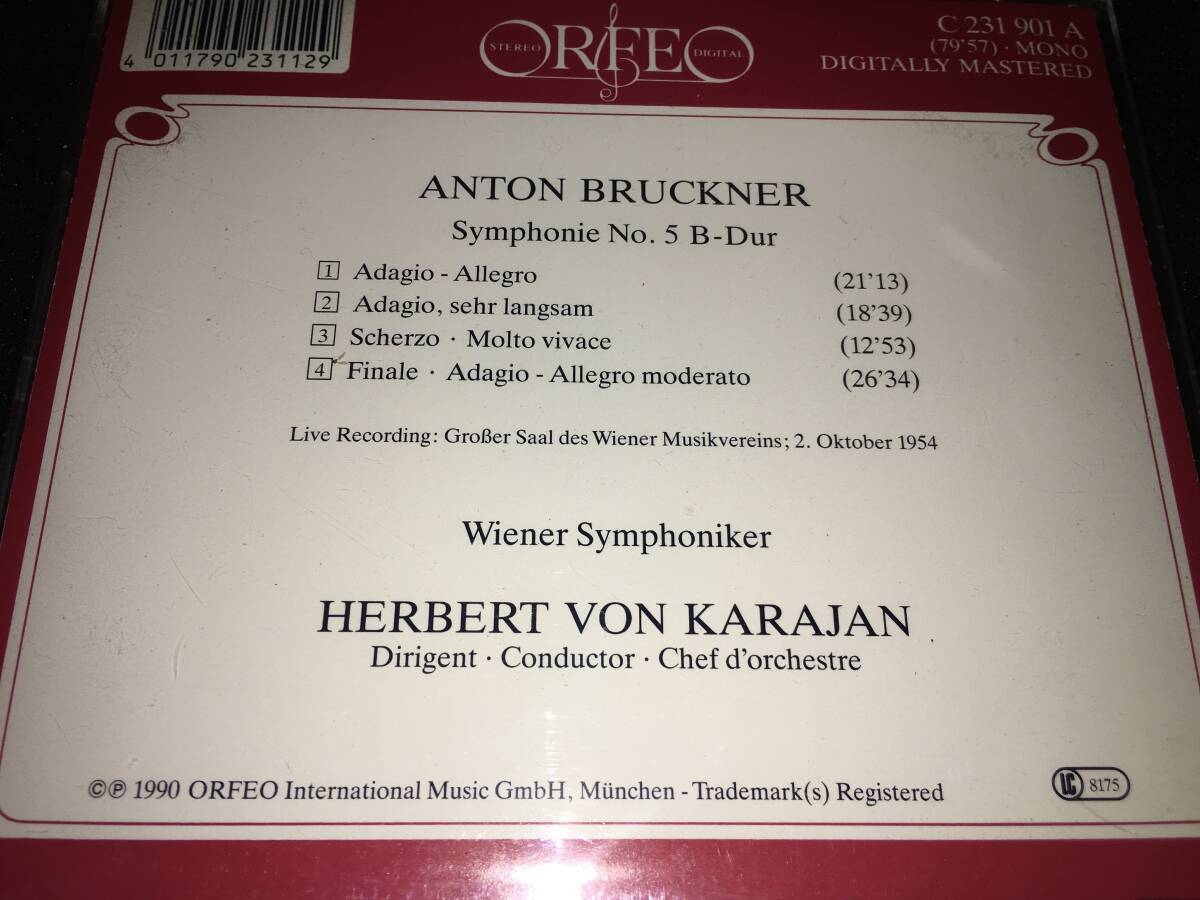 4 011790 231129
STEREO ORFEO DIGITAL
C 231 901 A
(79'57) · MONO
DIGITALLY MASTERED
ANTON BRUCKNER
Symphonie No. 5 B-Dur
1 Adagio - Allegro (21'13)
2 Adagio, sehr langsam (18'39)
3 Scherzo · Molto vivace (12'53)
4 Finale · Adagio - Allegro moderato (26'34)
Live Recording: Großer Saal des Wiener Musikvereins; 2. Oktober 1954
Wiener Symphoniker
HERBERT VON KARAJAN
Dirigent · Conductor · Chef d'orchestre
©℗ 1990 ORFEO International Music GmbH, München - Trademark(s) Registered
LC 8175